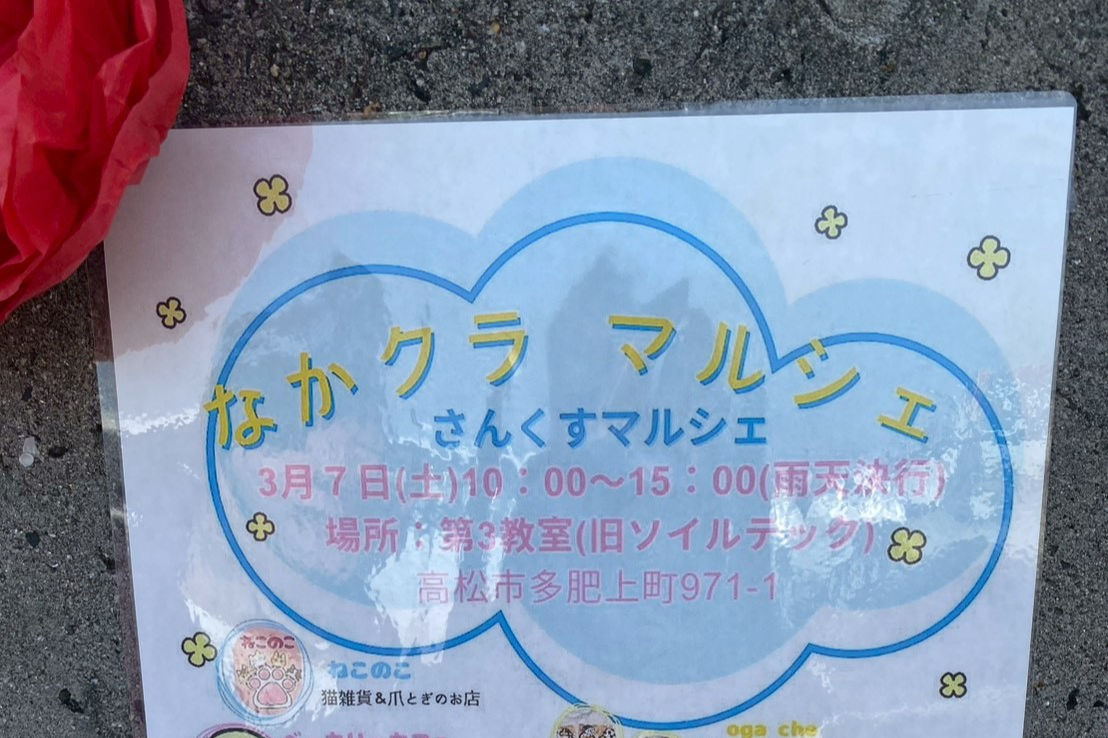 なかクラ マルシェ
さんくすマルシェ
3月7日(土)10：00～15：00(雨天決行)
場所：第3教室(旧ソイルテック)
高松市多肥上町971-1
ねこのこ
ねこのこ
猫雑貨&爪とぎのお店
oga che